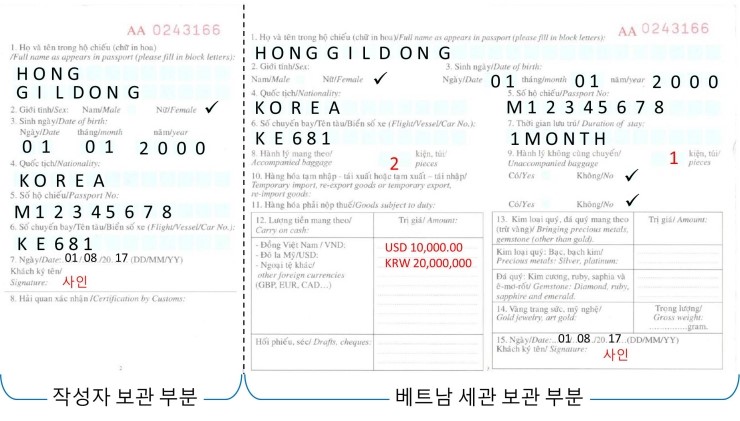 AA 0243166
1. Họ và tên trong hộ chiếu (chữ in hoa)
/Full name as appears in passport (please fill in block letters):
HONG
GILDONG
2. Giới tính/Sex: Nam/Male Nữ/Female ✓
3. Sinh ngày/Date of birth:
Ngày/Date tháng/month năm/year
01 01 2000
4. Quốc tịch/Nationality:
KOREA
5. Số hộ chiếu/Passport No:
M12345678
6. Số chuyến bay/Tên tàu/Biển số xe (Flight/Vessel/Car No.):
KE681
7. Ngày/Date: 01/08/20.17 (DD/MM/YY)
Khách ký tên/
Signature: 사인
8. Hải quan xác nhận /Certification by Customs:
작성자 보관 부분
AA 0243166
1. Họ và tên trong hộ chiếu (chữ in hoa)/Full name as appears in passport (please fill in block letters):
HONGGILDONG
2. Giới tính/Sex:
Nam/Male Nữ/Female ✓
3. Sinh ngày/Date of birth:
Ngày/Date 01 tháng/month 01 năm/year 2000
4. Quốc tịch/Nationality:
KOREA
5. Số hộ chiếu/Passport No:
M12345678
6. Số chuyến bay/Tên tàu/Biển số xe (Flight/Vessel/Car No.):
KE681
7. Thời gian lưu trú/ Duration of stay:
1MONTH
8. Hành lý mang theo/
Accompanied baggage
2 kiện, túi/
pieces
9. Hành lý không cùng chuyến/
Unaccompanied baggage
1 kiện, túi/
pieces
10. Hàng hóa tạm nhập - tái xuất hoặc tạm xuất - tái nhập/
Temporary import, re-export goods or temporary export,
re-import goods:
Có/Yes Không/No ✓
11. Hàng hóa phải nộp thuế/Goods subject to duty:
Có/Yes Không/No ✓
12. Lượng tiền mang theo/
Carry on cash:
Trị giá/ Amount:
- Đồng Việt Nam / VND:
- Đô la Mỹ/USD:
- Ngoại tệ khác/
other foreign currencies
(GBP, EUR, CAD...)
USD 10,000.00
KRW 20,000,000
Hối phiếu, séc/ Drafts, cheques:
13. Kim loại quý, đá quý mang theo
(trừ vàng)/ Bringing precious metals,
gemstone (other than gold).
Trị giá/ Amount:
Kim loại quý: Bạc, bạch kim/
Precious metals: Silver, platinum:
Đá quý: Kim cương, ruby, saphia và
ê-mơ-rốt/ Gemstone: Diamond, ruby,
sapphire and emerald.
14. Vàng trang sức, mỹ nghệ/
Gold jewelry, art gold:
Trọng lượng/
Gross weight:
..............gram.
15. Ngày/Date:..01/.08./20..17...(DD/MM/YY)
Khách ký tên/ Signature: 사인
베트남 세관 보관 부분